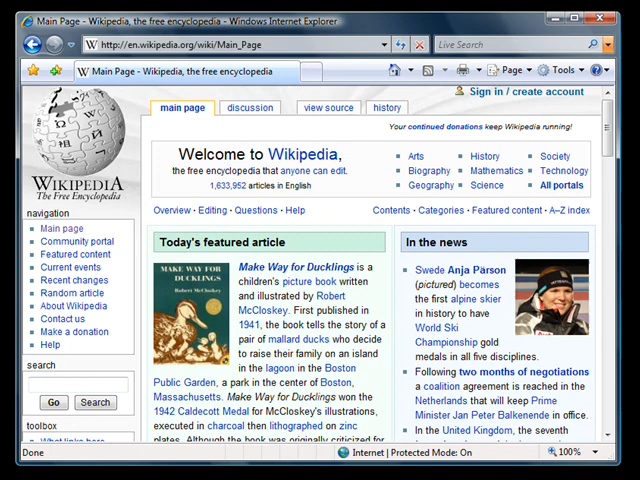 Main Page - Wikipedia, the free encyclopedia - Windows Internet Explorer
http://en.wikipedia.org/wiki/Main_Page
Live Search
Main Page - Wikipedia, the free encyclopedia
Page
Tools
Sign in / create account
main page
discussion
view source
history
Your continued donations keep Wikipedia running!
WIKIPEDIA
The Free Encyclopedia
navigation
Main page
Community portal
Featured content
Current events
Recent changes
Random article
About Wikipedia
Contact us
Make a donation
Help
search
Go
Search
toolbox
What links here
Welcome to Wikipedia,
the free encyclopedia that anyone can edit.
1,633,952 articles in English
Arts
History
Society
Biography
Mathematics
Technology
Geography
Science
All portals
Overview · Editing · Questions · Help
Contents · Categories · Featured content · A–Z index
Today's featured article
MAKE WAY FOR
DUCKLINGS
Robert McCloskey
Make Way for Ducklings is a
children's picture book written
and illustrated by Robert
McCloskey. First published in
1941, the book tells the story of a
pair of mallard ducks who decide
to raise their family on an island
in the lagoon in the Boston
Public Garden, a park in the center of Boston,
Massachusetts. Make Way for Ducklings won the
1942 Caldecott Medal for McCloskey's illustrations,
executed in charcoal then lithographed on zinc
plates. Although the book was originally criticized for
In the news
Swede Anja Pärson
(pictured) becomes
the first alpine skier
in history to have
World Ski
Championship gold
medals in all five disciplines.
Following two months of negotiations
a coalition agreement is reached in the
Netherlands that will keep Prime
Minister Jan Peter Balkenende in office.
In the United Kingdom, the seventh
Done
Internet | Protected Mode: On
100%